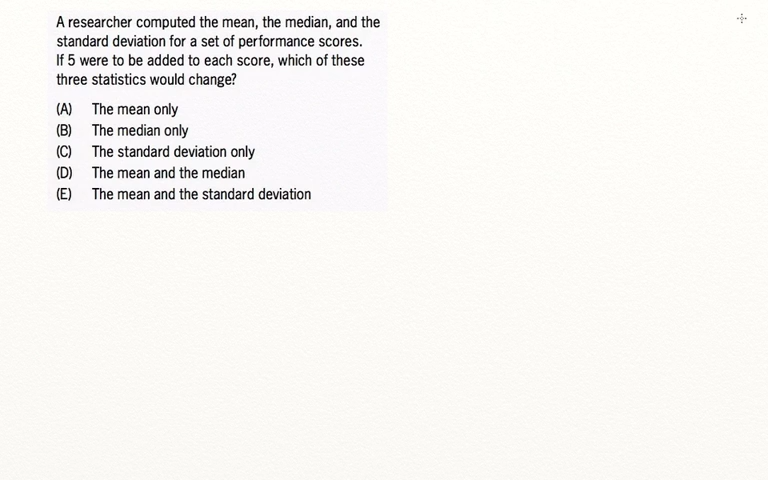 A researcher computed the mean, the median, and the
standard deviation for a set of performance scores.
If 5 were to be added to each score, which of these
three statistics would change?
(A) The mean only
(B) The median only
(C) The standard deviation only
(D) The mean and the median
(E) The mean and the standard deviation